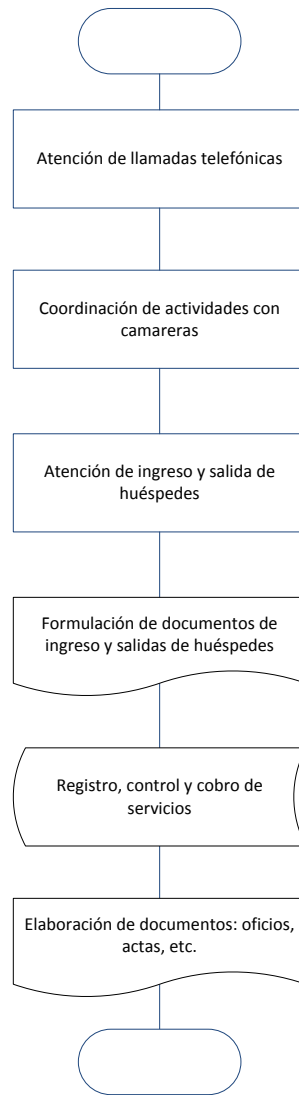 Atención de llamadas telefónicas
Coordinación de actividades con
camareras
Atención de ingreso y salida de
huéspedes
Formulación de documentos de
ingreso y salidas de huéspedes
Registro, control y cobro de
servicios
Elaboración de documentos: oficios,
actas, etc.